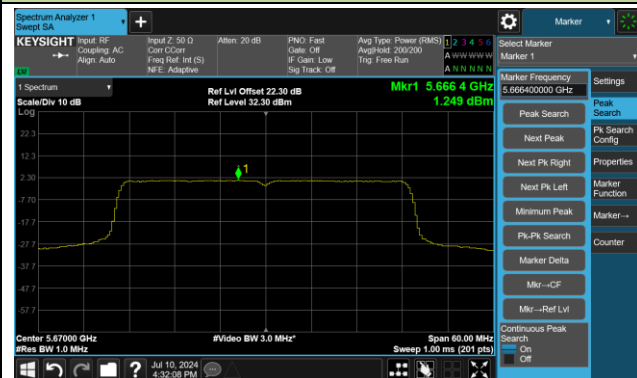 Spectrum Analyzer 1
Swept SA
Marker
KEYSIGHT
Input: RF
Coupling: AC
Align: Auto
Input Z: 50 Ω
Corr CCorr
Freq Ref: Int (S)
NFE: Adaptive
Atten: 20 dB
PNO: Fast
Gate: Off
IF Gain: Low
Sig Track: Off
Avg Type: Power (RMS)
Avg|Hold: 200/200
Trig: Free Run
1 2 3 4 5 6
A W W W W W
A N N N N N
LXI
Select Marker
Marker 1
1 Spectrum
Scale/Div 10 dB
Log
Ref Lvl Offset 22.30 dB
Ref Level 32.30 dBm
Mkr1 5.666 4 GHz
1.249 dBm
22.3
12.3
2.30
-7.70
-17.7
-27.7
-37.7
-47.7
-57.7
1
Center 5.67000 GHz
#Res BW 1.0 MHz
#Video BW 3.0 MHz*
Span 60.00 MHz
Sweep 1.00 ms (201 pts)
Marker Frequency
5.666400000 GHz
Peak Search
Next Peak
Next Pk Right
Next Pk Left
Minimum Peak
Pk-Pk Search
Marker Delta
Mkr→CF
Mkr→Ref Lvl
Continuous Peak
Search
On
Off
Settings
Peak
Search
Pk Search
Config
Properties
Marker
Function
Marker→
Counter
Jul 10, 2024
4:32:08 PM